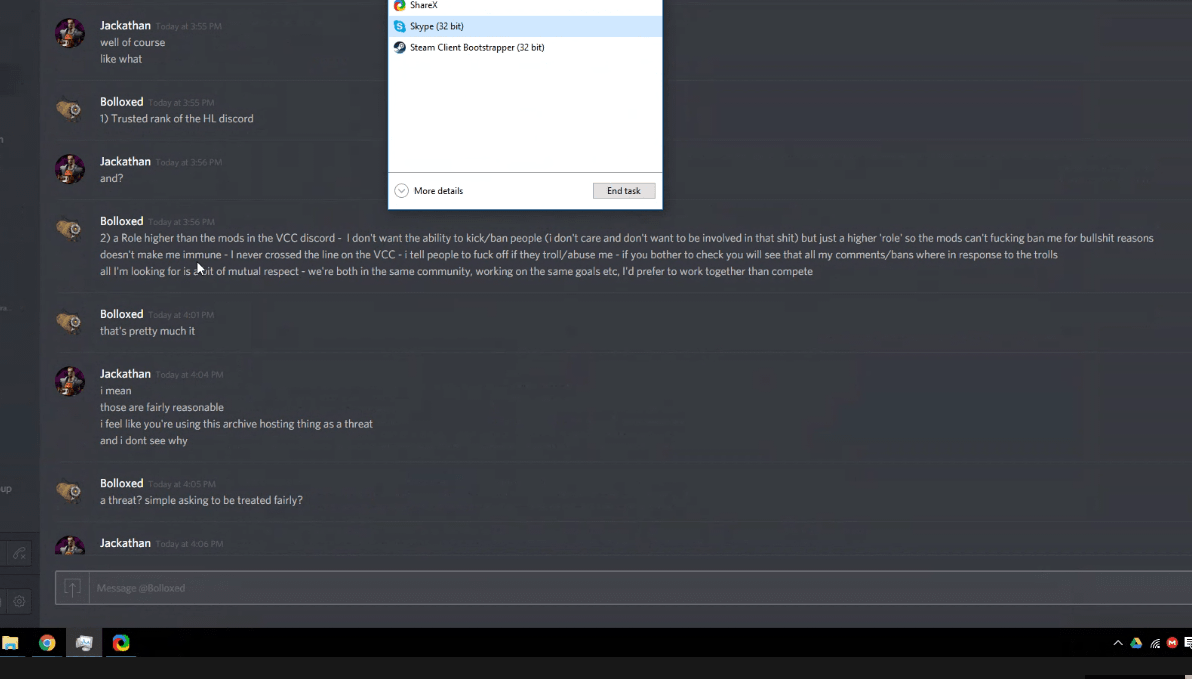 ShareX
Skype (32 bit)
Steam Client Bootstrapper (32 bit)
More details
End task
Jackathan Today at 3:55 PM
well of course
like what
Bolloxed Today at 3:55 PM
1) Trusted rank of the HL discord
Jackathan Today at 3:56 PM
and?
Bolloxed Today at 3:56 PM
2) a Role higher than the mods in the VCC discord - I don't want the ability to kick/ban people (i don't care and don't want to be involved in that shit) but just a higher 'role' so the mods can't fucking ban me for bullshit reasons
doesn't make me immune - I never crossed the line on the VCC - i tell people to fuck off if they troll/abuse me - if you bother to check you will see that all my comments/bans where in response to the trolls
all I'm looking for is a bit of mutual respect - we're both in the same community, working on the same goals etc, I'd prefer to work together than compete
Bolloxed Today at 4:01 PM
that's pretty much it
Jackathan Today at 4:04 PM
i mean
those are fairly reasonable
i feel like you're using this archive hosting thing as a threat
and i dont see why
Bolloxed Today at 4:05 PM
a threat? simple asking to be treated fairly?
Jackathan Today at 4:06 PM
Message @Bolloxed